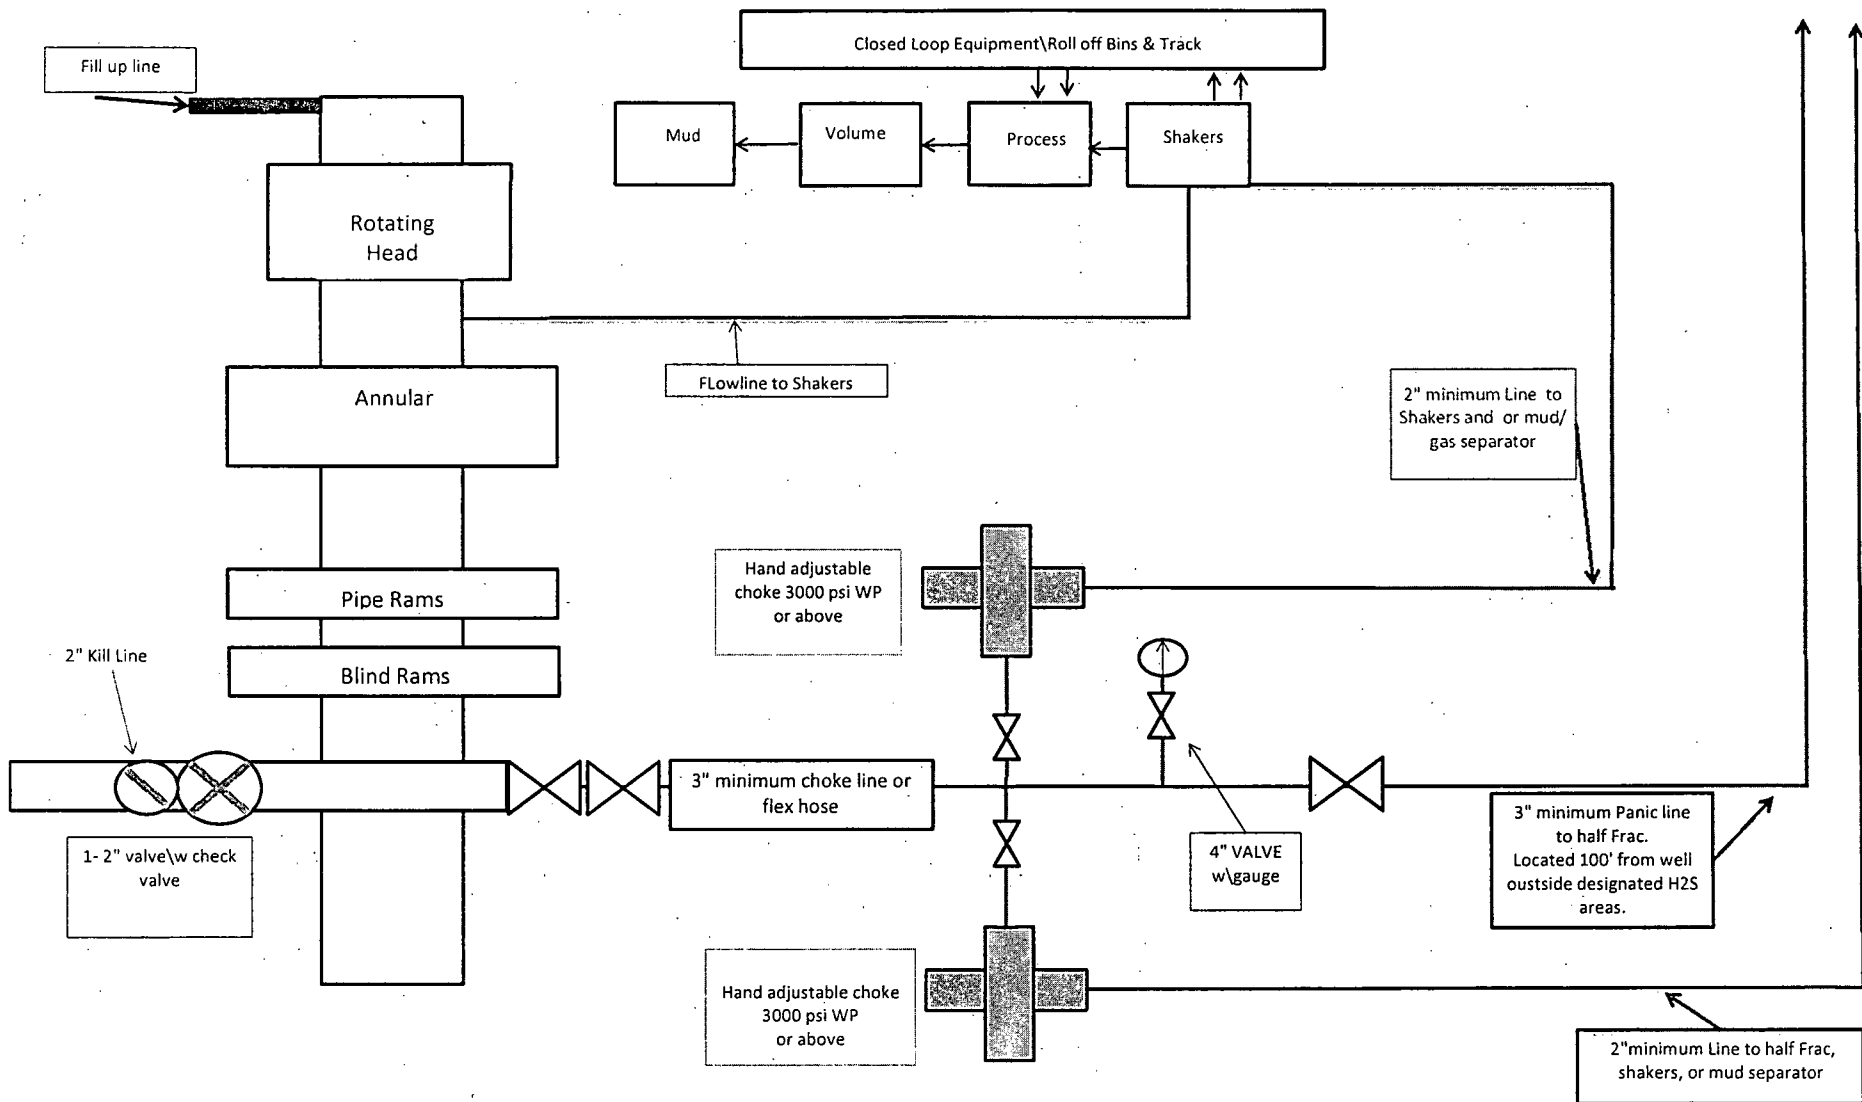 Closed Loop Equipment\Roll off Bins & Track
Fill up line
Mud
Volume
Process
Shakers
Rotating
Head
FLowline to Shakers
Annular
2" minimum Line to
Shakers and or mud/
gas separator
Hand adjustable
choke 3000 psi WP
or above
Pipe Rams
2" Kill Line
Blind Rams
3" minimum choke line or
flex hose
1- 2" valve\w check
valve
4" VALVE
w\gauge
3" minimum Panic line
to half Frac.
Located 100' from well
oustside designated H2S
areas.
Hand adjustable choke
3000 psi WP
or above
2"minimum Line to half Frac,
shakers, or mud separator